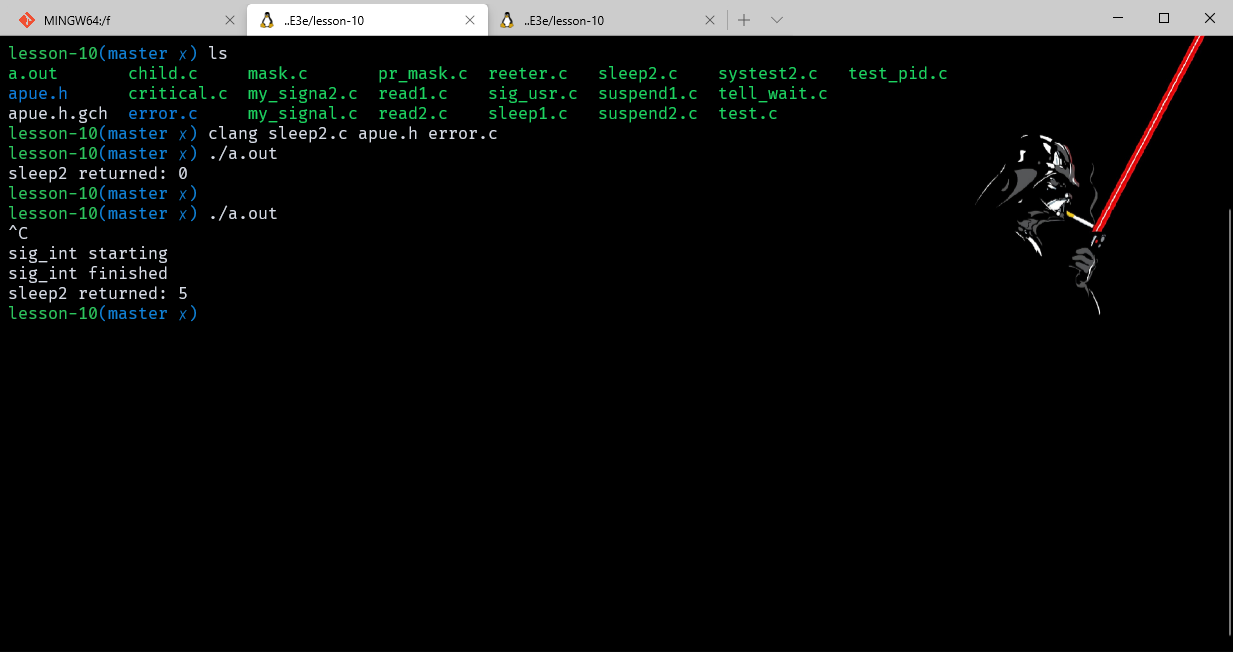 MINGW64:/f ..E3e/lesson-10 ..E3e/lesson-10
lesson-10(master ✗) ls
a.out child.c mask.c pr_mask.c reeter.c sleep2.c systest2.c test_pid.c
apue.h critical.c my_signa2.c read1.c sig_usr.c suspend1.c tell_wait.c
apue.h.gch error.c my_signal.c read2.c sleep1.c suspend2.c test.c
lesson-10(master ✗) clang sleep2.c apue.h error.c
lesson-10(master ✗) ./a.out
sleep2 returned: 0
lesson-10(master ✗)
lesson-10(master ✗) ./a.out
^C
sig_int starting
sig_int finished
sleep2 returned: 5
lesson-10(master ✗)